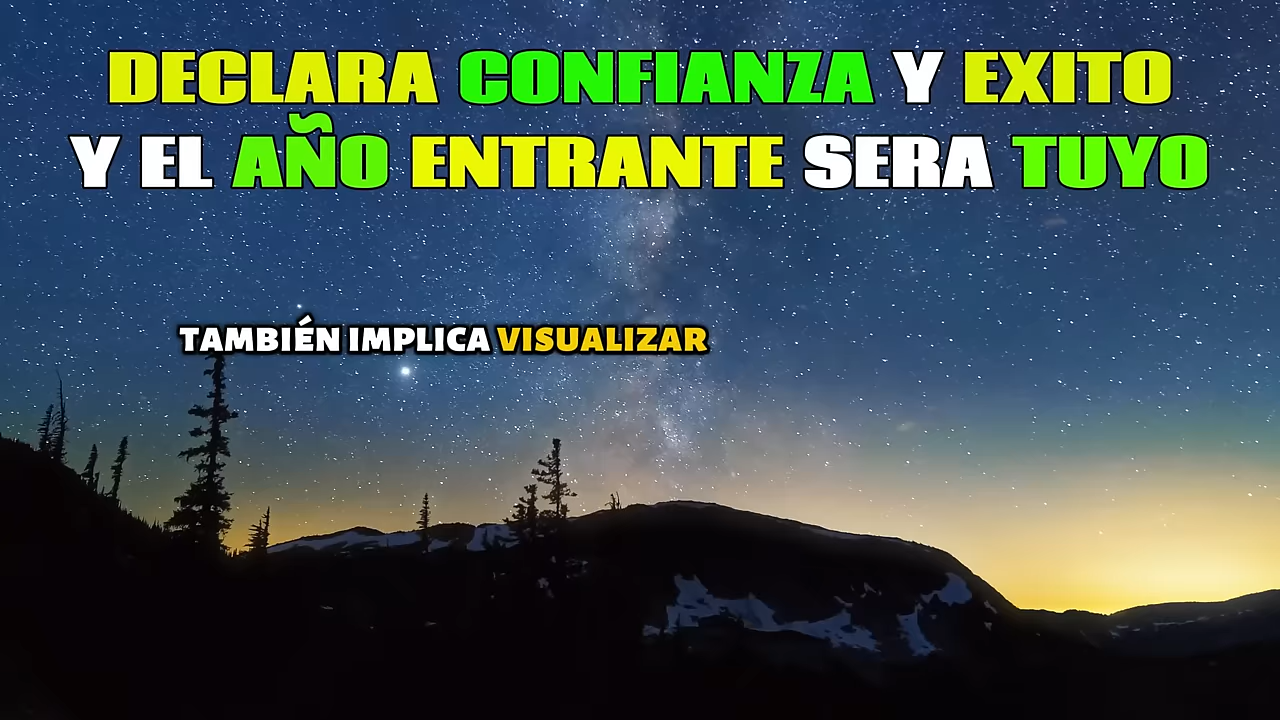 DECLARA CONFIANZA Y EXITO
Y EL AÑO ENTRANTE SERA TUYO
TAMBIÉN IMPLICA VISUALIZAR